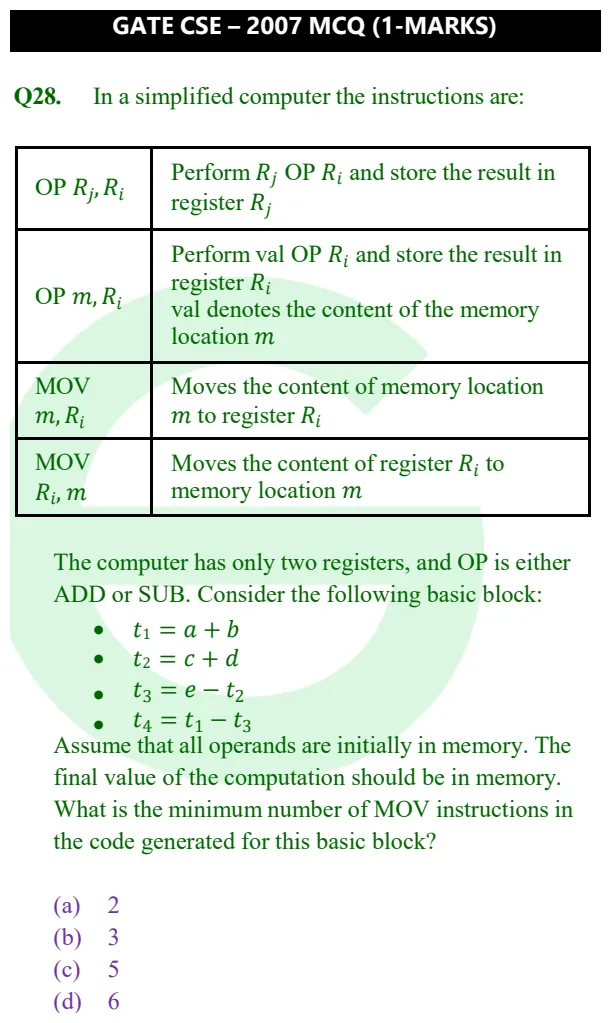 GATE CSE – 2007 MCQ (1-MARKS)
Q28. In a simplified computer the instructions are:
OP Rⱼ, Rᵢ
Perform Rⱼ OP Rᵢ and store the result in
register Rⱼ
OP m, Rᵢ
Perform val OP Rᵢ and store the result in
register Rᵢ
val denotes the content of the memory
location m
MOV
m, Rᵢ
Moves the content of memory location
m to register Rᵢ
MOV
Rᵢ, m
Moves the content of register Rᵢ to
memory location m
The computer has only two registers, and OP is either
ADD or SUB. Consider the following basic block:
• t₁ = a + b
• t₂ = c + d
• t₃ = e − t₂
• t₄ = t₁ − t₃
Assume that all operands are initially in memory. The
final value of the computation should be in memory.
What is the minimum number of MOV instructions in
the code generated for this basic block?
(a) 2
(b) 3
(c) 5
(d) 6